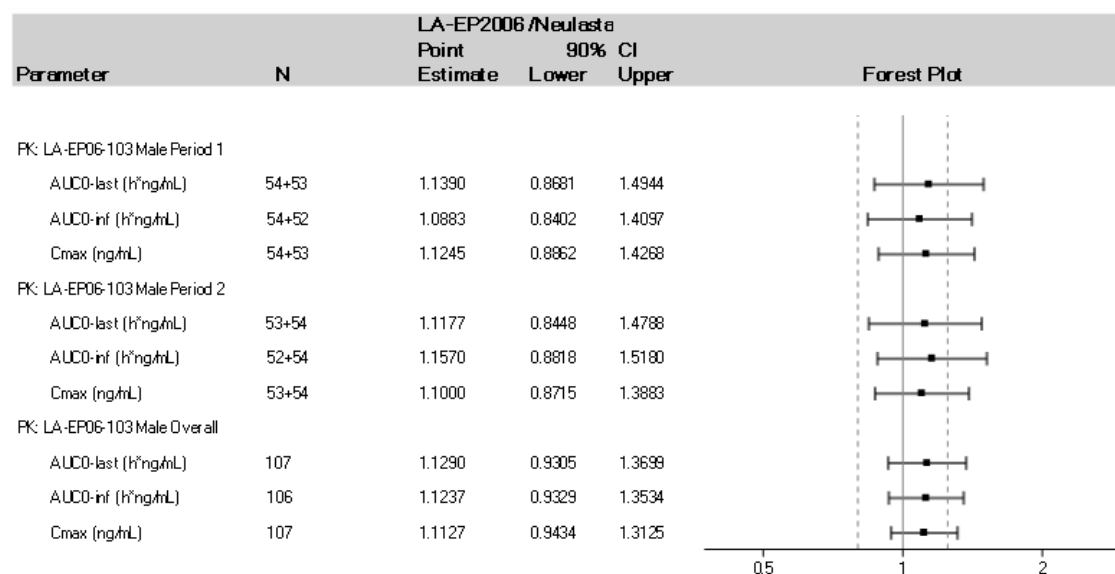 LA-EP2006/Neulasta
Point 90% CI
Parameter N Estimate Lower Upper Forest Plot
PK: LA-EP06-103 Male Period 1
AUC0-last (h*ng/mL) 54+53 1.1390 0.8681 1.4944
AUC0-inf (h*ng/mL) 54+52 1.0883 0.8402 1.4097
Cmax (ng/mL) 54+53 1.1245 0.8862 1.4268
PK: LA-EP06-103 Male Period 2
AUC0-last (h*ng/mL) 53+54 1.1177 0.8448 1.4788
AUC0-inf (h*ng/mL) 52+54 1.1570 0.8818 1.5180
Cmax (ng/mL) 53+54 1.1000 0.8715 1.3883
PK: LA-EP06-103 Male Overall
AUC0-last (h*ng/mL) 107 1.1290 0.9305 1.3699
AUC0-inf (h*ng/mL) 106 1.1237 0.9329 1.3534
Cmax (ng/mL) 107 1.1127 0.9434 1.3125
0.5 1 2